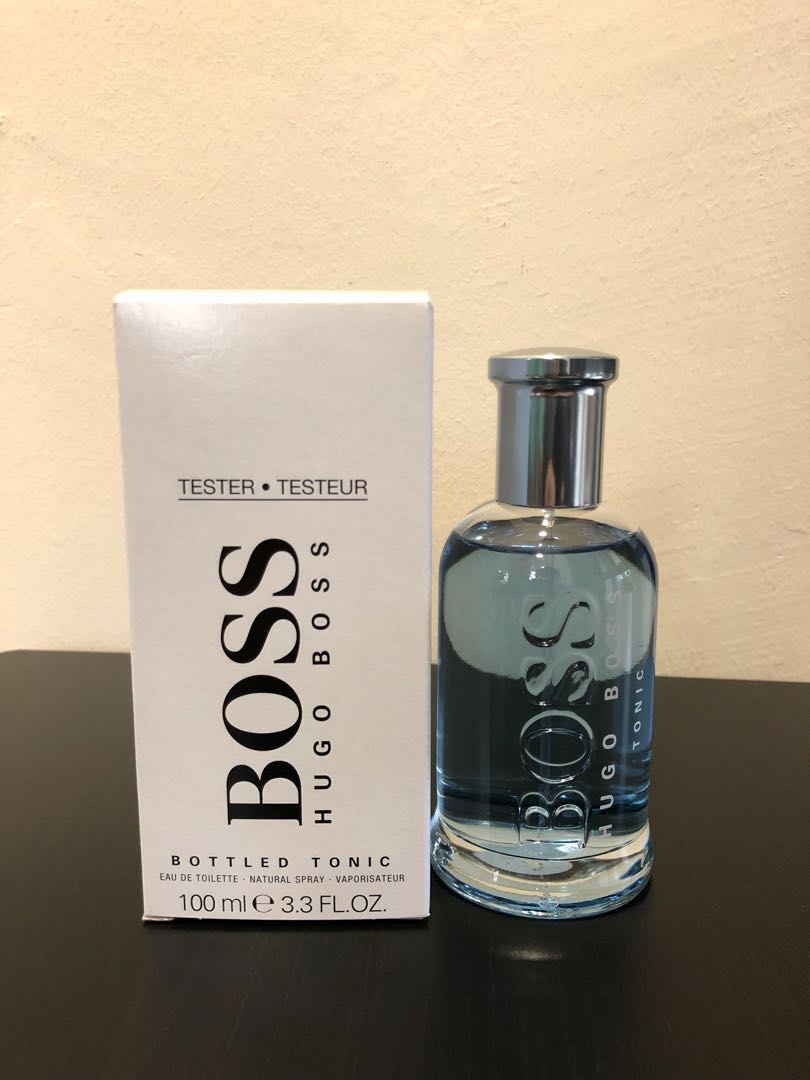 TESTER • TESTEUR
BOSS
HUGO BOSS
BOTTLED TONIC
EAU DE TOILETTE · NATURAL SPRAY · VAPORISATEUR
100 ml ℮ 3.3 FL.OZ.
BOSS
HUGO BOSS
TONIC